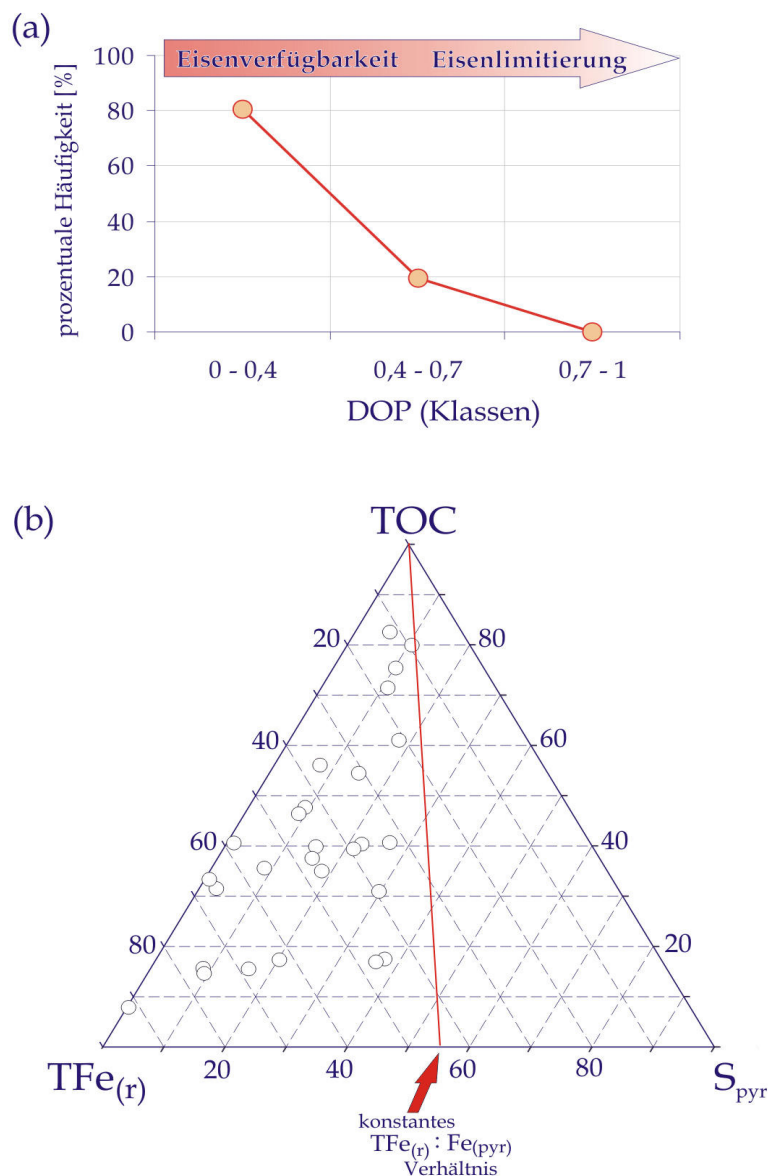 (a)
Eisenverfügbarkeit Eisenlimitierung
prozentuale Häufigkeit [%]
100
80
60
40
20
0
0 - 0,4 0,4 - 0,7 0,7 - 1
DOP (Klassen)
(b)
TOC
20 80
40 60
60 40
80 20
TFe(r) 20 40 60 80 Spyr
konstantes
TFe(r) : Fe(pyr)
Verhältnis